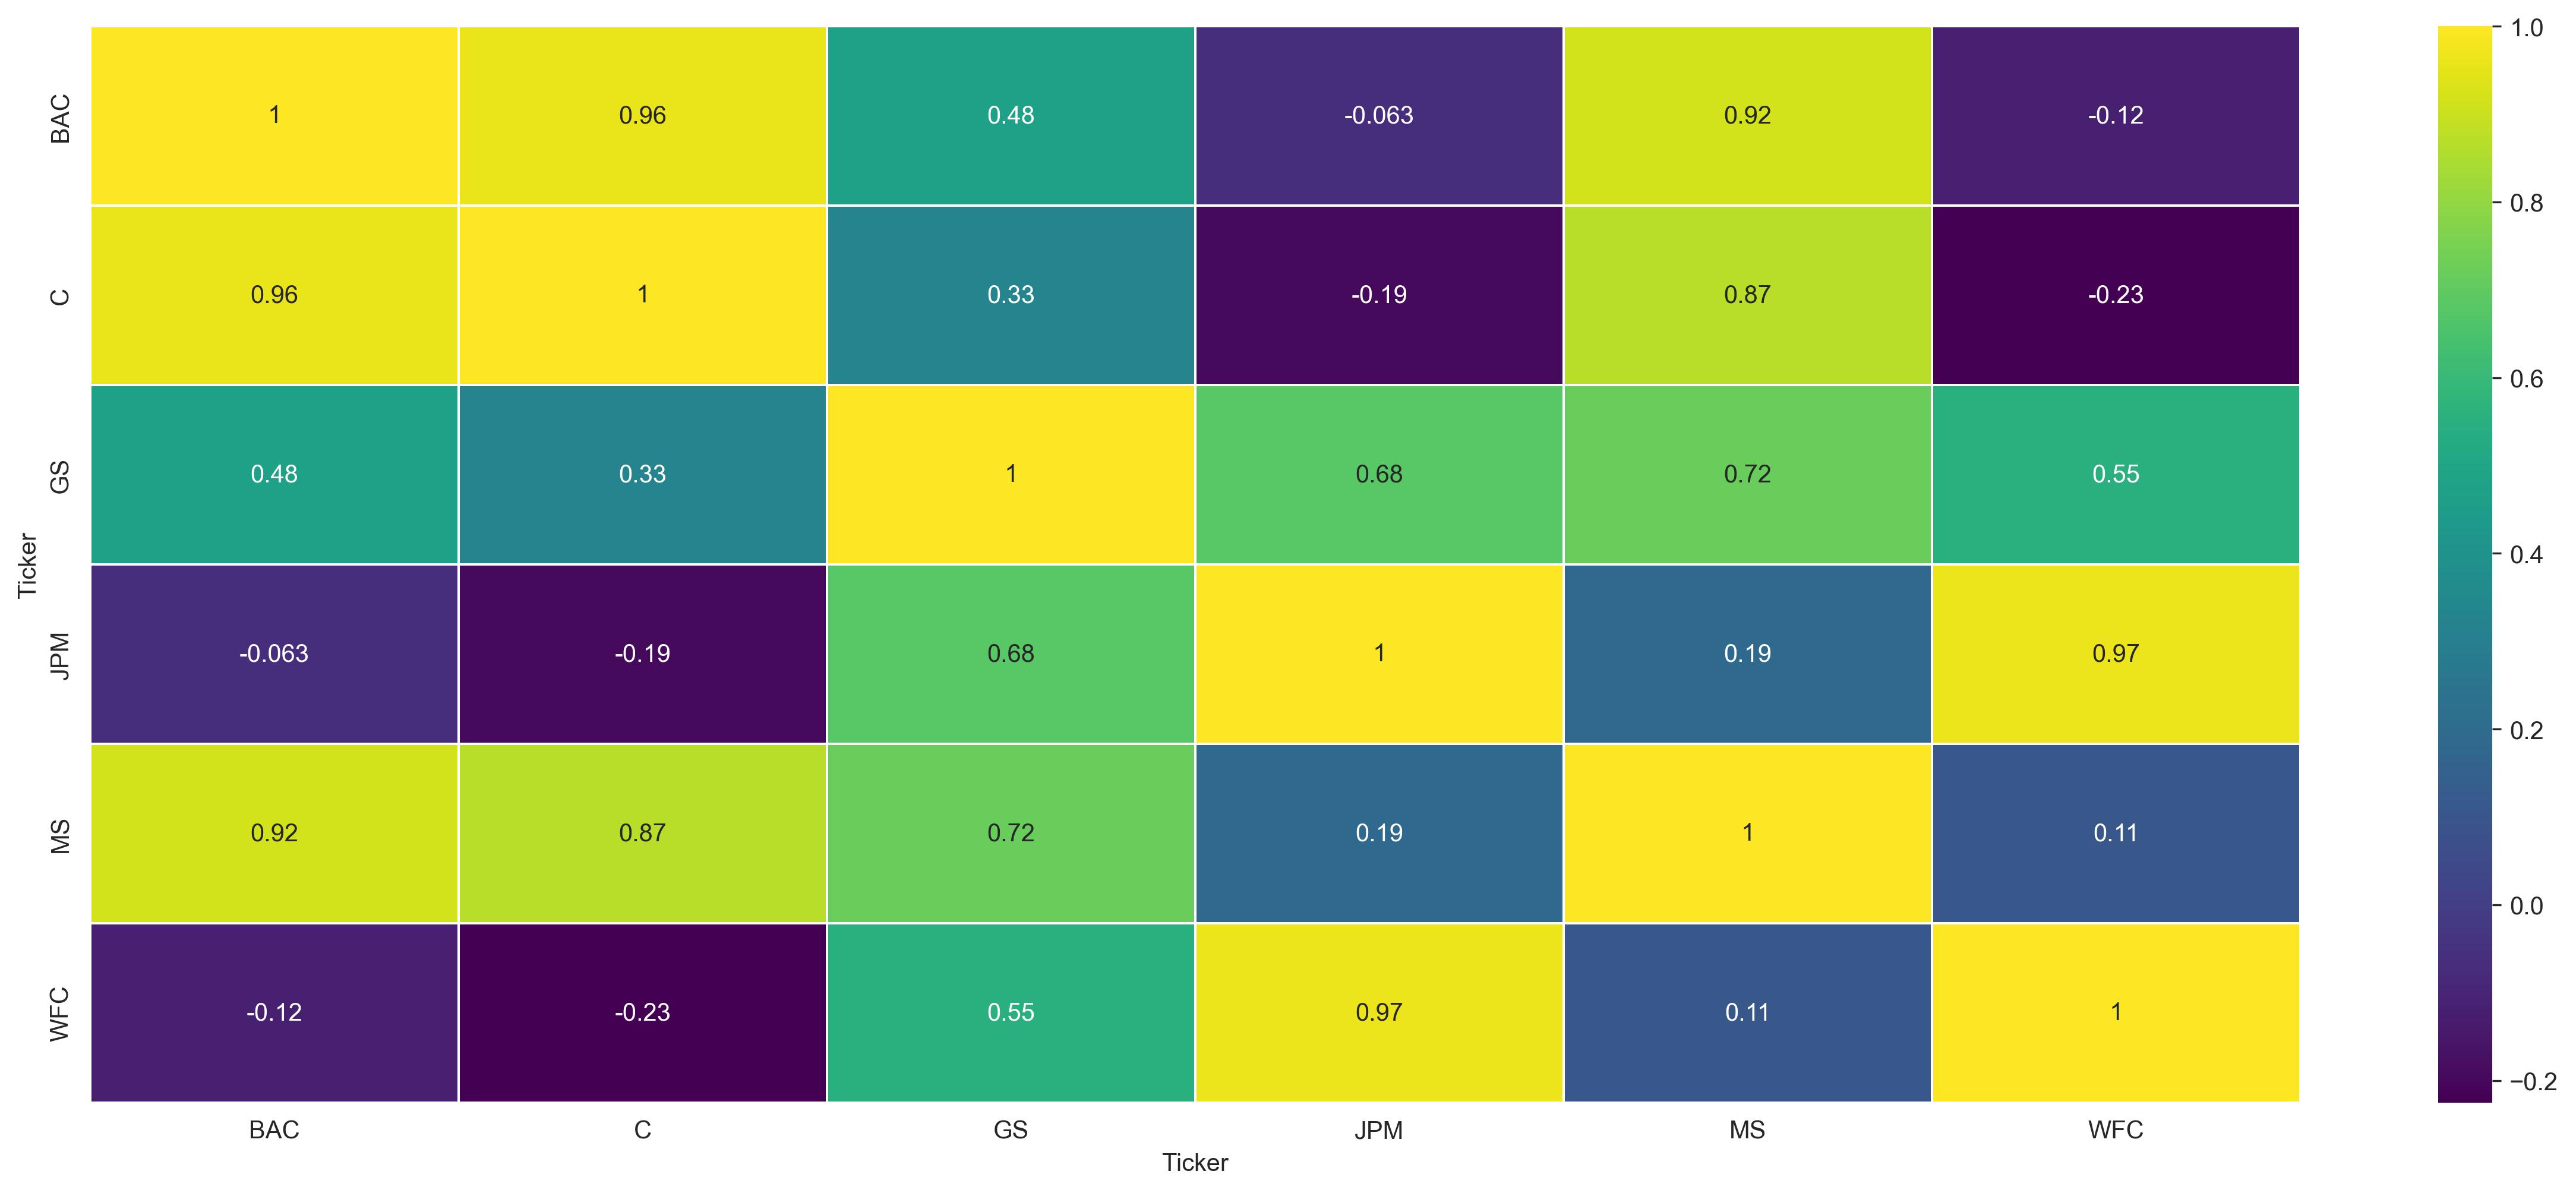 BAC 1 0.96 0.48 -0.063 0.92 -0.12
C 0.96 1 0.33 -0.19 0.87 -0.23
GS 0.48 0.33 1 0.68 0.72 0.55
JPM -0.063 -0.19 0.68 1 0.19 0.97
MS 0.92 0.87 0.72 0.19 1 0.11
WFC -0.12 -0.23 0.55 0.97 0.11 1
Ticker
BAC C GS JPM MS WFC
Ticker
1.0
0.8
0.6
0.4
0.2
0.0
−0.2